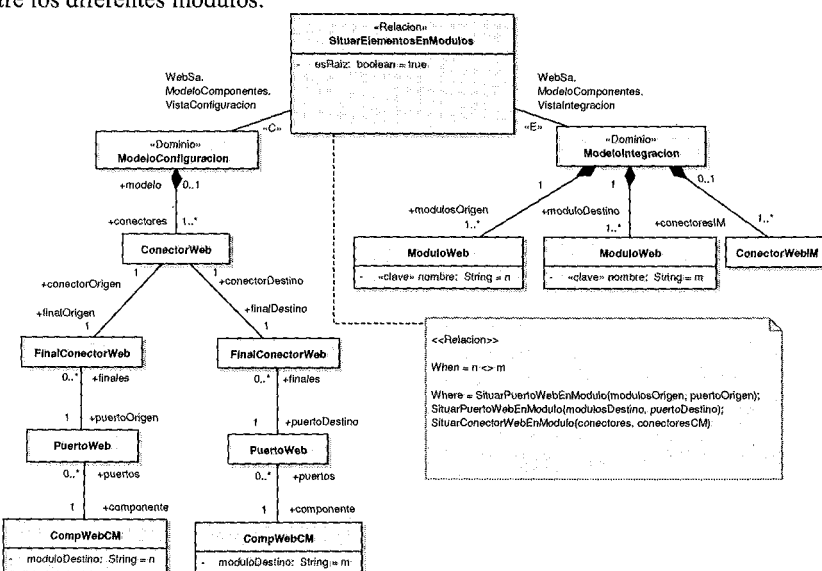 tre los diferentes módulos.
«Relacion»
SituarElementosEnModulos
- esRaiz: boolean = true
WebSa.
ModeloComponentes.
VistaConfiguracion
WebSa.
ModeloComponentes.
VistaIntegracion
«C»
«E»
«Dominio»
ModeloConfiguracion
«Dominio»
ModeloIntegracion
+modelo 0..1
1 1 0..1
+conectores 1..*
+modulosOrigen
1..*
+moduloDestino
1..*
+conectoresIM
1..*
ConectorWeb
ModuloWeb
- «clave» nombre: String = n
ModuloWeb
- «clave» nombre: String = m
ConectorWebIM
1 1
+conectorOrigen
+conectorDestino
+finalOrigen
+finalDestino
1 1
FinalConectorWeb
FinalConectorWeb
0..* +finales
0..* +finales
1 +puertoOrigen
1 +puertoDestino
PuertoWeb
PuertoWeb
0..* +puertos
0..* +puertos
1 +componente
1 +componente
CompWebCM
- moduloDestino: String = n
CompWebCM
- moduloDestino: String = m
<<Relacion>>
When = n <> m
Where = SituarPuertoWebEnModulo(modulosOrigen, puertoOrigen);
SituarPuertoWebEnModulo(modulosDestino, puertoDestino);
SituarConectorWebEnModulo(conectores, conectoresCM)